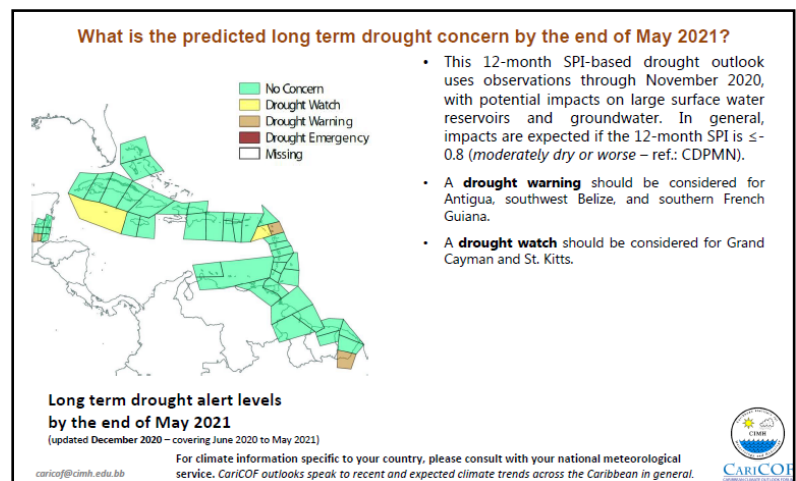 What is the predicted long term drought concern by the end of May 2021?
No Concern
Drought Watch
Drought Warning
Drought Emergency
Missing
• This 12-month SPI-based drought outlook
uses observations through November 2020,
with potential impacts on large surface water
reservoirs and groundwater. In general,
impacts are expected if the 12-month SPI is ≤-
0.8 (moderately dry or worse – ref.: CDPMN).
• A drought warning should be considered for
Antigua, southwest Belize, and southern French
Guiana.
• A drought watch should be considered for Grand
Cayman and St. Kitts.
Long term drought alert levels
by the end of May 2021
(updated December 2020 – covering June 2020 to May 2021)
For climate information specific to your country, please consult with your national meteorological
caricof@cimh.edu.bb
service. CariCOF outlooks speak to recent and expected climate trends across the Caribbean in general.
CIMH
CARICOF
CARIBBEAN CLIMATE OUTLOOK FORUM